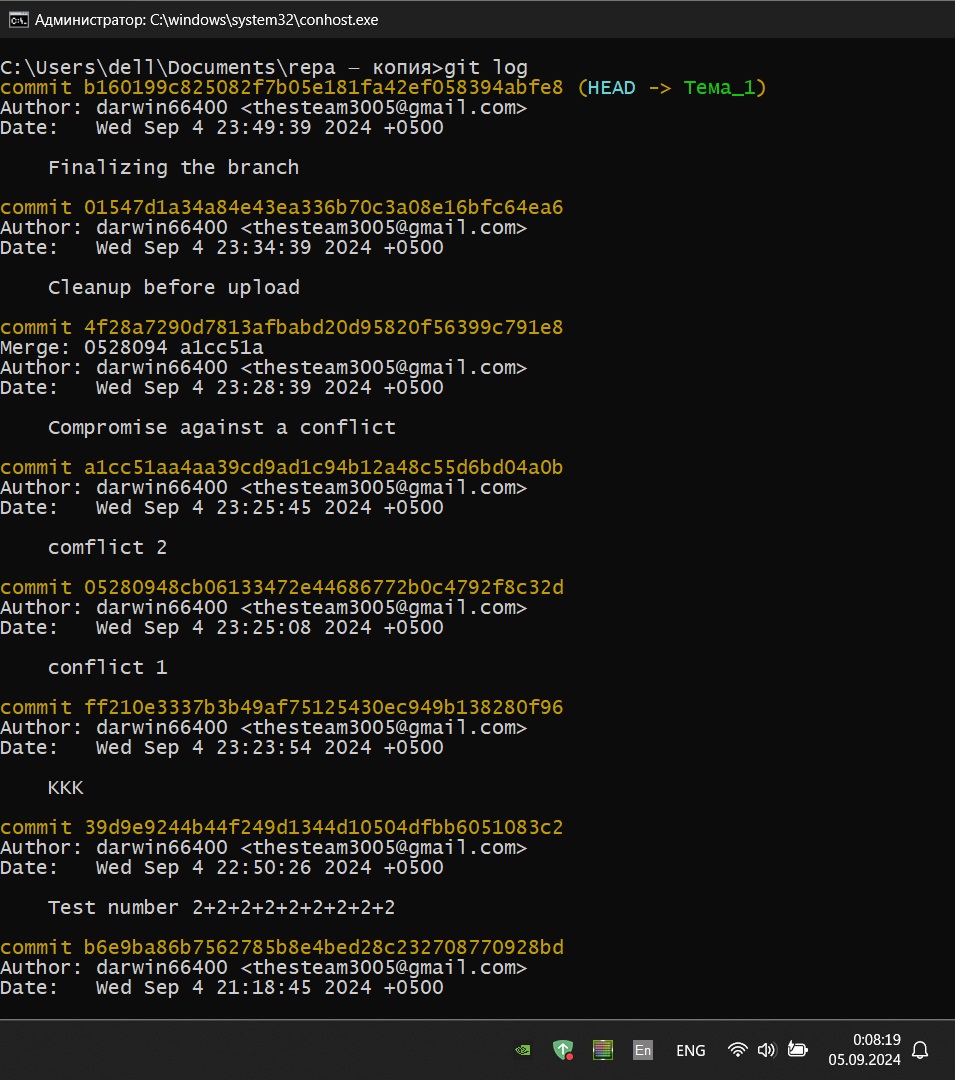 Администратор: C:\windows\system32\conhost.exe
C:\Users\dell\Documents\repa — копия>git log
commit b160199c825082f7b05e181fa42ef058394abfe8 (HEAD -> Тема_1)
Author: darwin66400 <thesteam3005@gmail.com>
Date:   Wed Sep 4 23:49:39 2024 +0500
Finalizing the branch
commit 01547d1a34a84e43ea336b70c3a08e16bfc64ea6
Author: darwin66400 <thesteam3005@gmail.com>
Date:   Wed Sep 4 23:34:39 2024 +0500
Cleanup before upload
commit 4f28a7290d7813afbabd20d95820f56399c791e8
Merge: 0528094 a1cc51a
Author: darwin66400 <thesteam3005@gmail.com>
Date:   Wed Sep 4 23:28:39 2024 +0500
Compromise against a conflict
commit a1cc51aa4aa39cd9ad1c94b12a48c55d6bd04a0b
Author: darwin66400 <thesteam3005@gmail.com>
Date:   Wed Sep 4 23:25:45 2024 +0500
comflict 2
commit 05280948cb06133472e44686772b0c4792f8c32d
Author: darwin66400 <thesteam3005@gmail.com>
Date:   Wed Sep 4 23:25:08 2024 +0500
conflict 1
commit ff210e3337b3b49af75125430ec949b138280f96
Author: darwin66400 <thesteam3005@gmail.com>
Date:   Wed Sep 4 23:23:54 2024 +0500
KKK
commit 39d9e9244b44f249d1344d10504dfbb6051083c2
Author: darwin66400 <thesteam3005@gmail.com>
Date:   Wed Sep 4 22:50:26 2024 +0500
Test number 2+2+2+2+2+2+2+2+2
commit b6e9ba86b7562785b8e4bed28c232708770928bd
Author: darwin66400 <thesteam3005@gmail.com>
Date:   Wed Sep 4 21:18:45 2024 +0500
En
ENG
0:08:19
05.09.2024